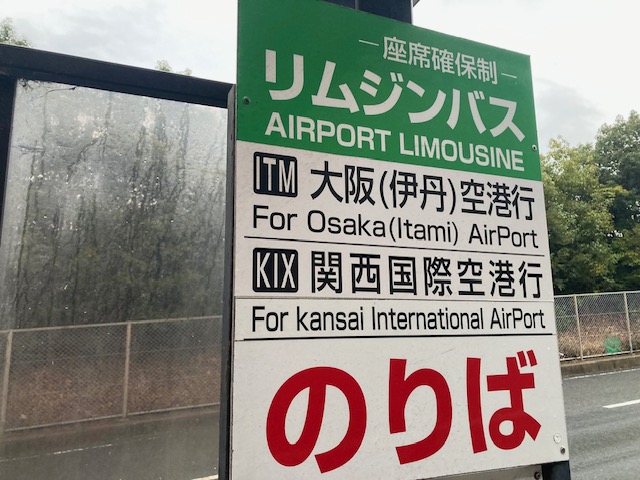 －座席確保制－
リムジンバス
AIRPORT LIMOUSINE
ITM 大阪(伊丹)空港行
For Osaka(Itami) AirPort
KIX 関西国際空港行
For kansai International AirPort
のりば